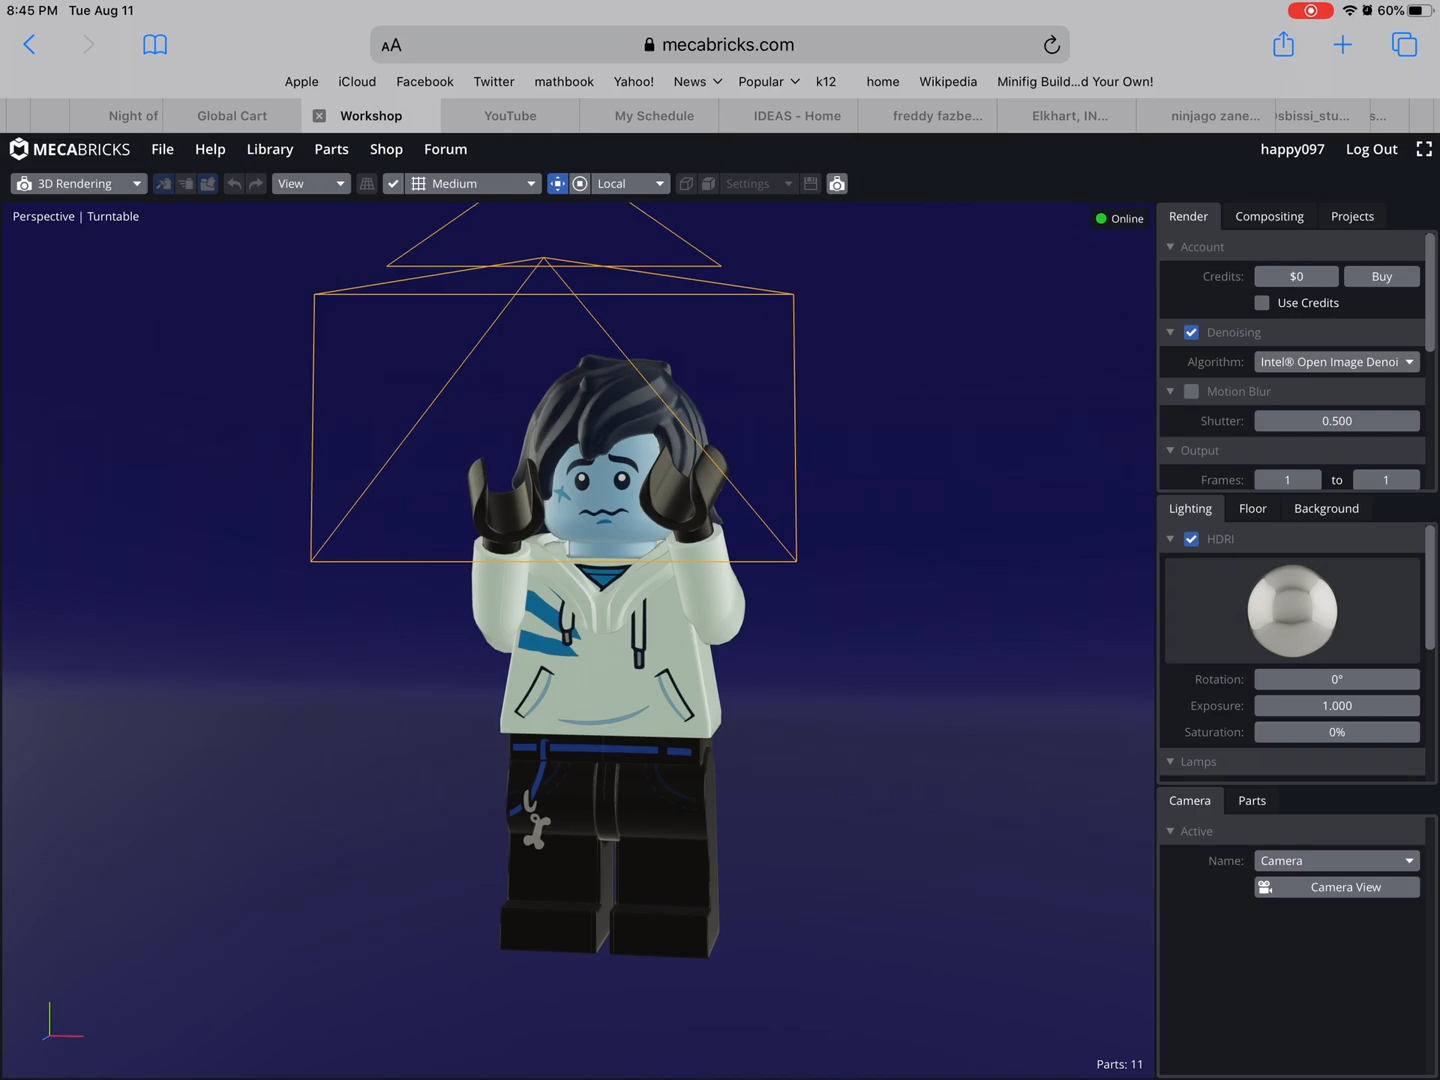 8:45 PM Tue Aug 11
60%
AA mecabricks.com
Apple iCloud Facebook Twitter mathbook Yahoo! News Popular k12 home Wikipedia Minifig Build...d Your Own!
Night of Global Cart Workshop YouTube My Schedule IDEAS - Home freddy fazbe... Elkhart, IN... ninjago zane... sbissi_stu... s...
MECABRICKS File Help Library Parts Shop Forum happy097 Log Out
3D Rendering View Medium Local Settings
Perspective | Turntable
Online
Render Compositing Projects
Account
Credits: $0 Buy
Use Credits
Denoising
Algorithm: Intel® Open Image Denoi
Motion Blur
Shutter: 0.500
Output
Frames: 1 to 1
Lighting Floor Background
HDRI
Rotation: 0°
Exposure: 1.000
Saturation: 0%
Lamps
Camera Parts
Active
Name: Camera
Camera View
Parts: 11